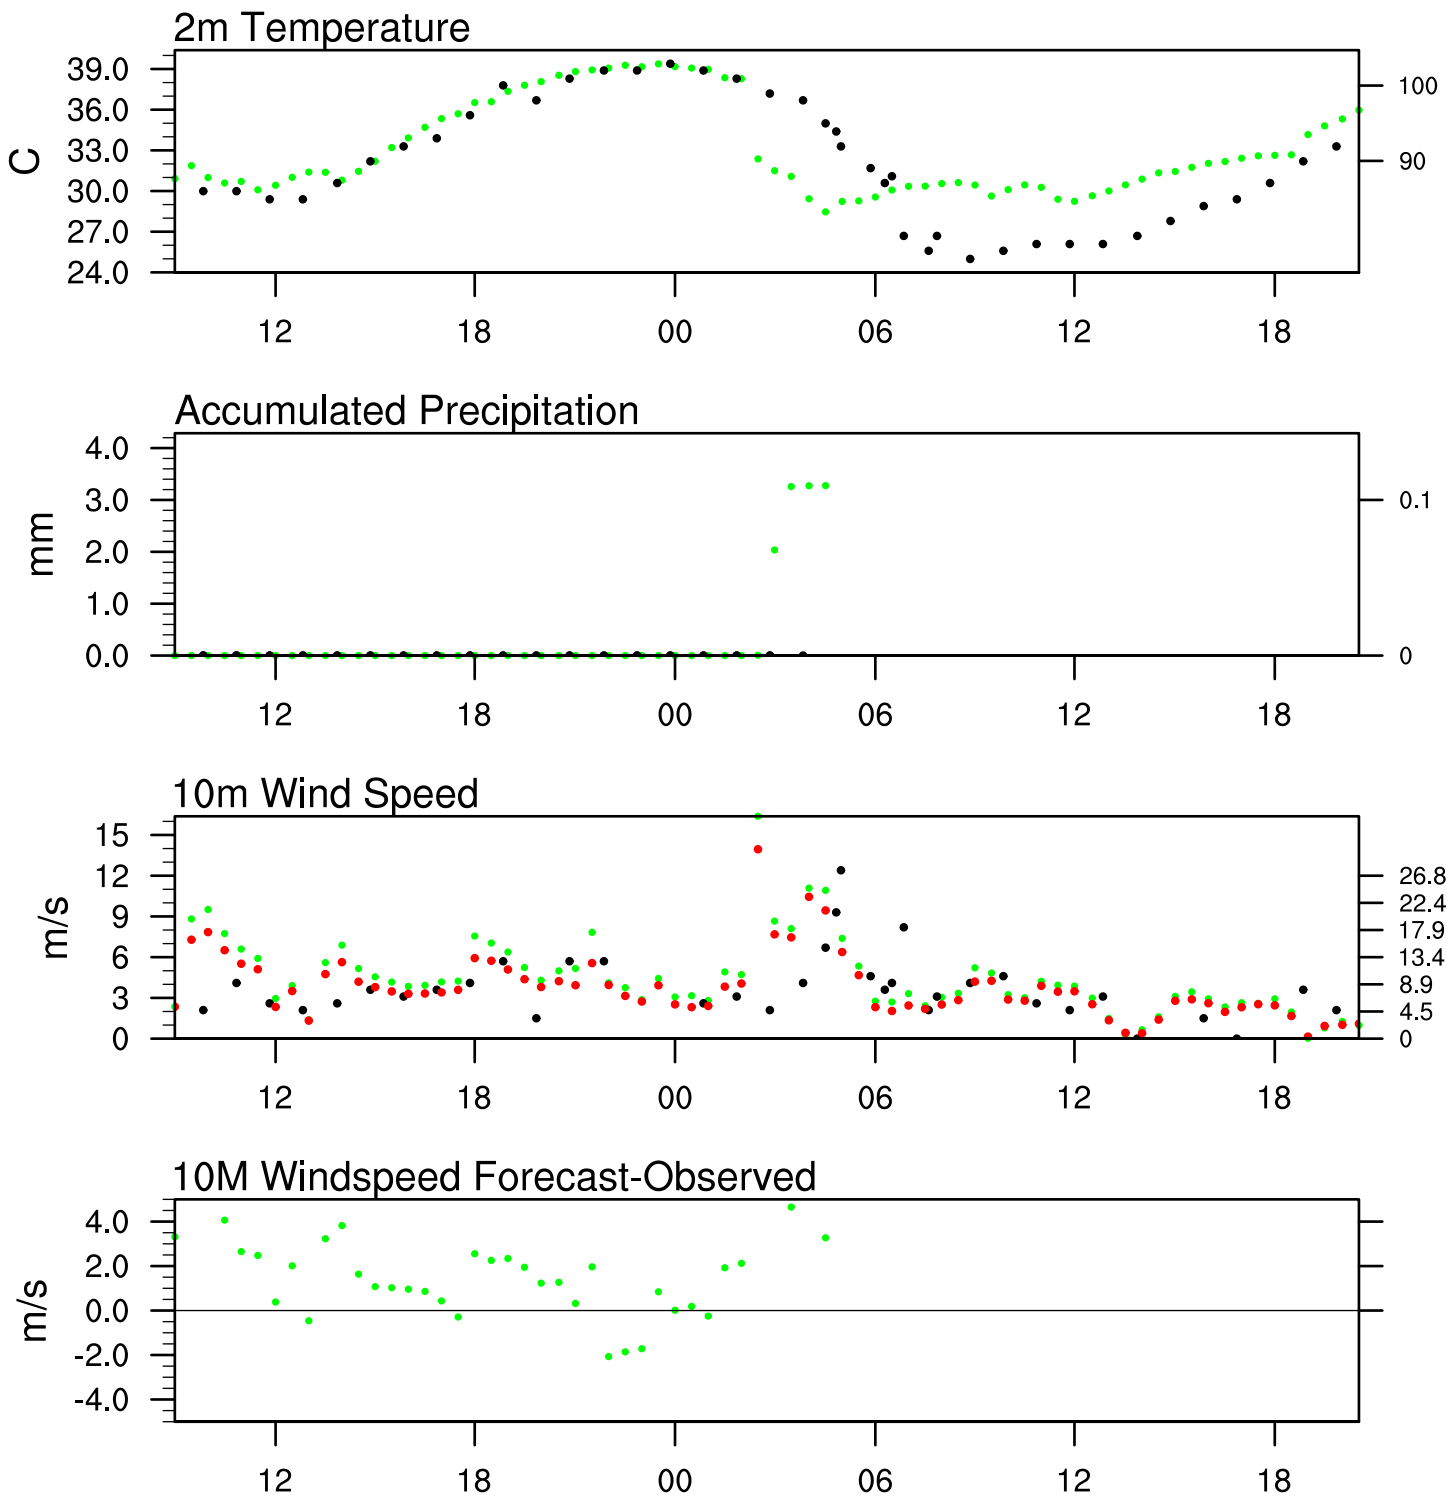 2m Temperature
39.0
36.0
33.0
30.0
27.0
24.0
C
100
90
12 18 00 06 12 18
Accumulated Precipitation
4.0
3.0
2.0
1.0
0.0
mm
0.1
0
12 18 00 06 12 18
10m Wind Speed
15
12
9
6
3
0
m/s
26.8
22.4
17.9
13.4
8.9
4.5
0
12 18 00 06 12 18
10M Windspeed Forecast-Observed
4.0
2.0
0.0
-2.0
-4.0
m/s
12 18 00 06 12 18